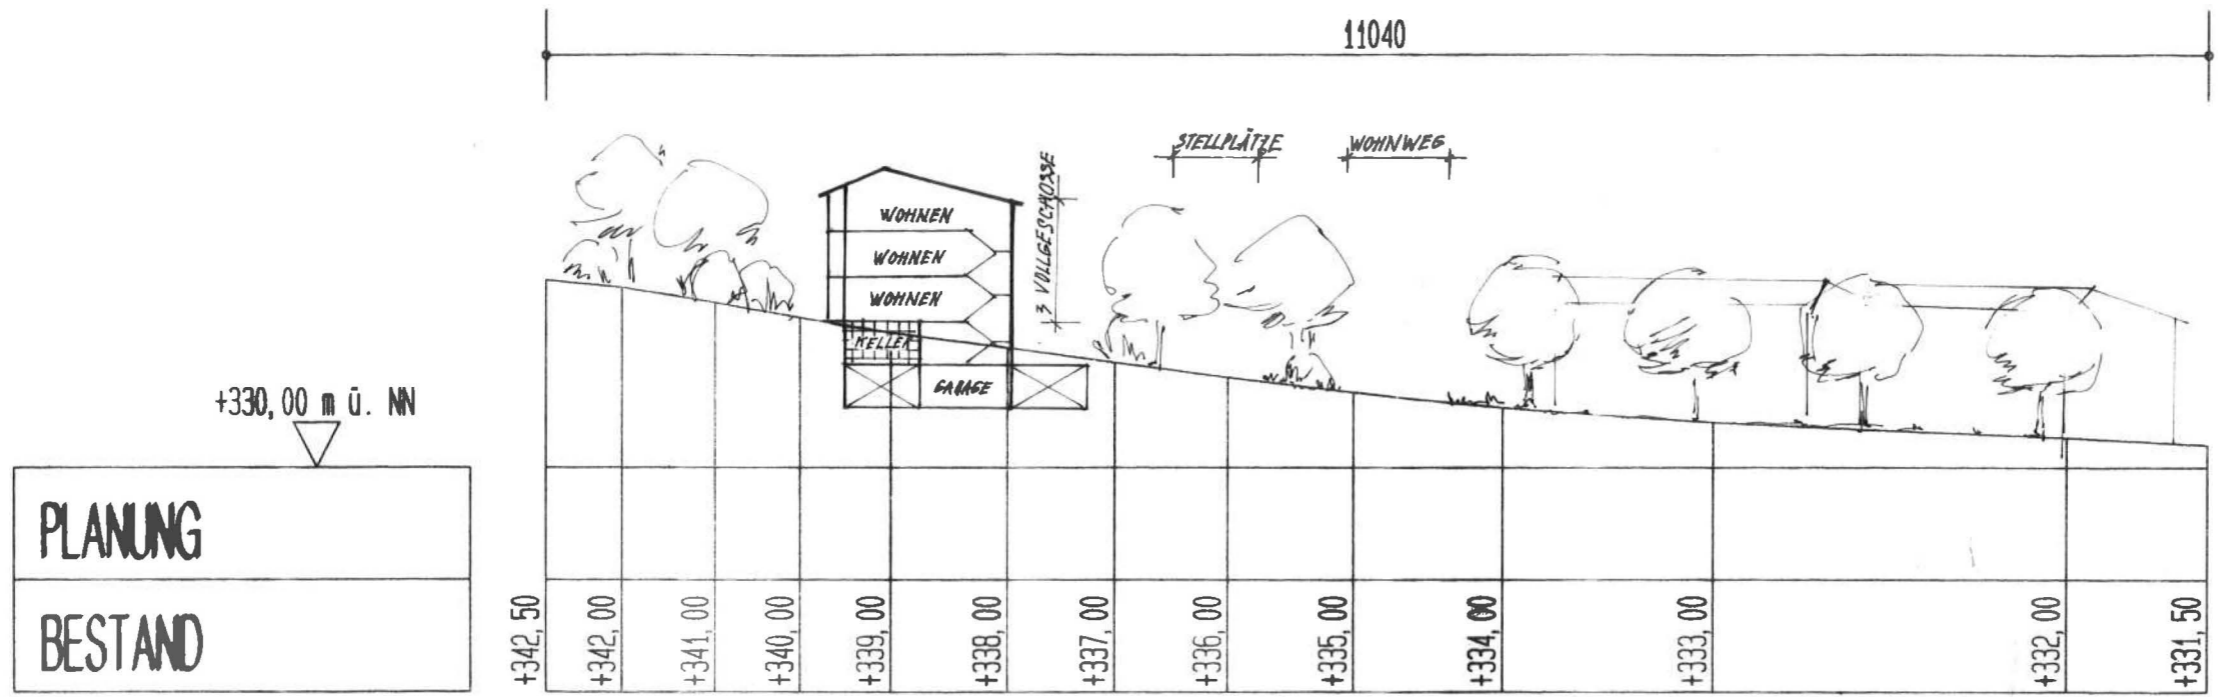 11040
STELLPLÄTZE
WOHNWEG
3 VOLLGESCHOSSE
WOHNEN
WOHNEN
WOHNEN
KELLER
GARAGE
+330,00 m ü. NN
PLANUNG
BESTAND
+342,50
+342,00
+341,00
+340,00
+339,00
+338,00
+337,00
+336,00
+335,00
+334,00
+333,00
+332,00
+331,50